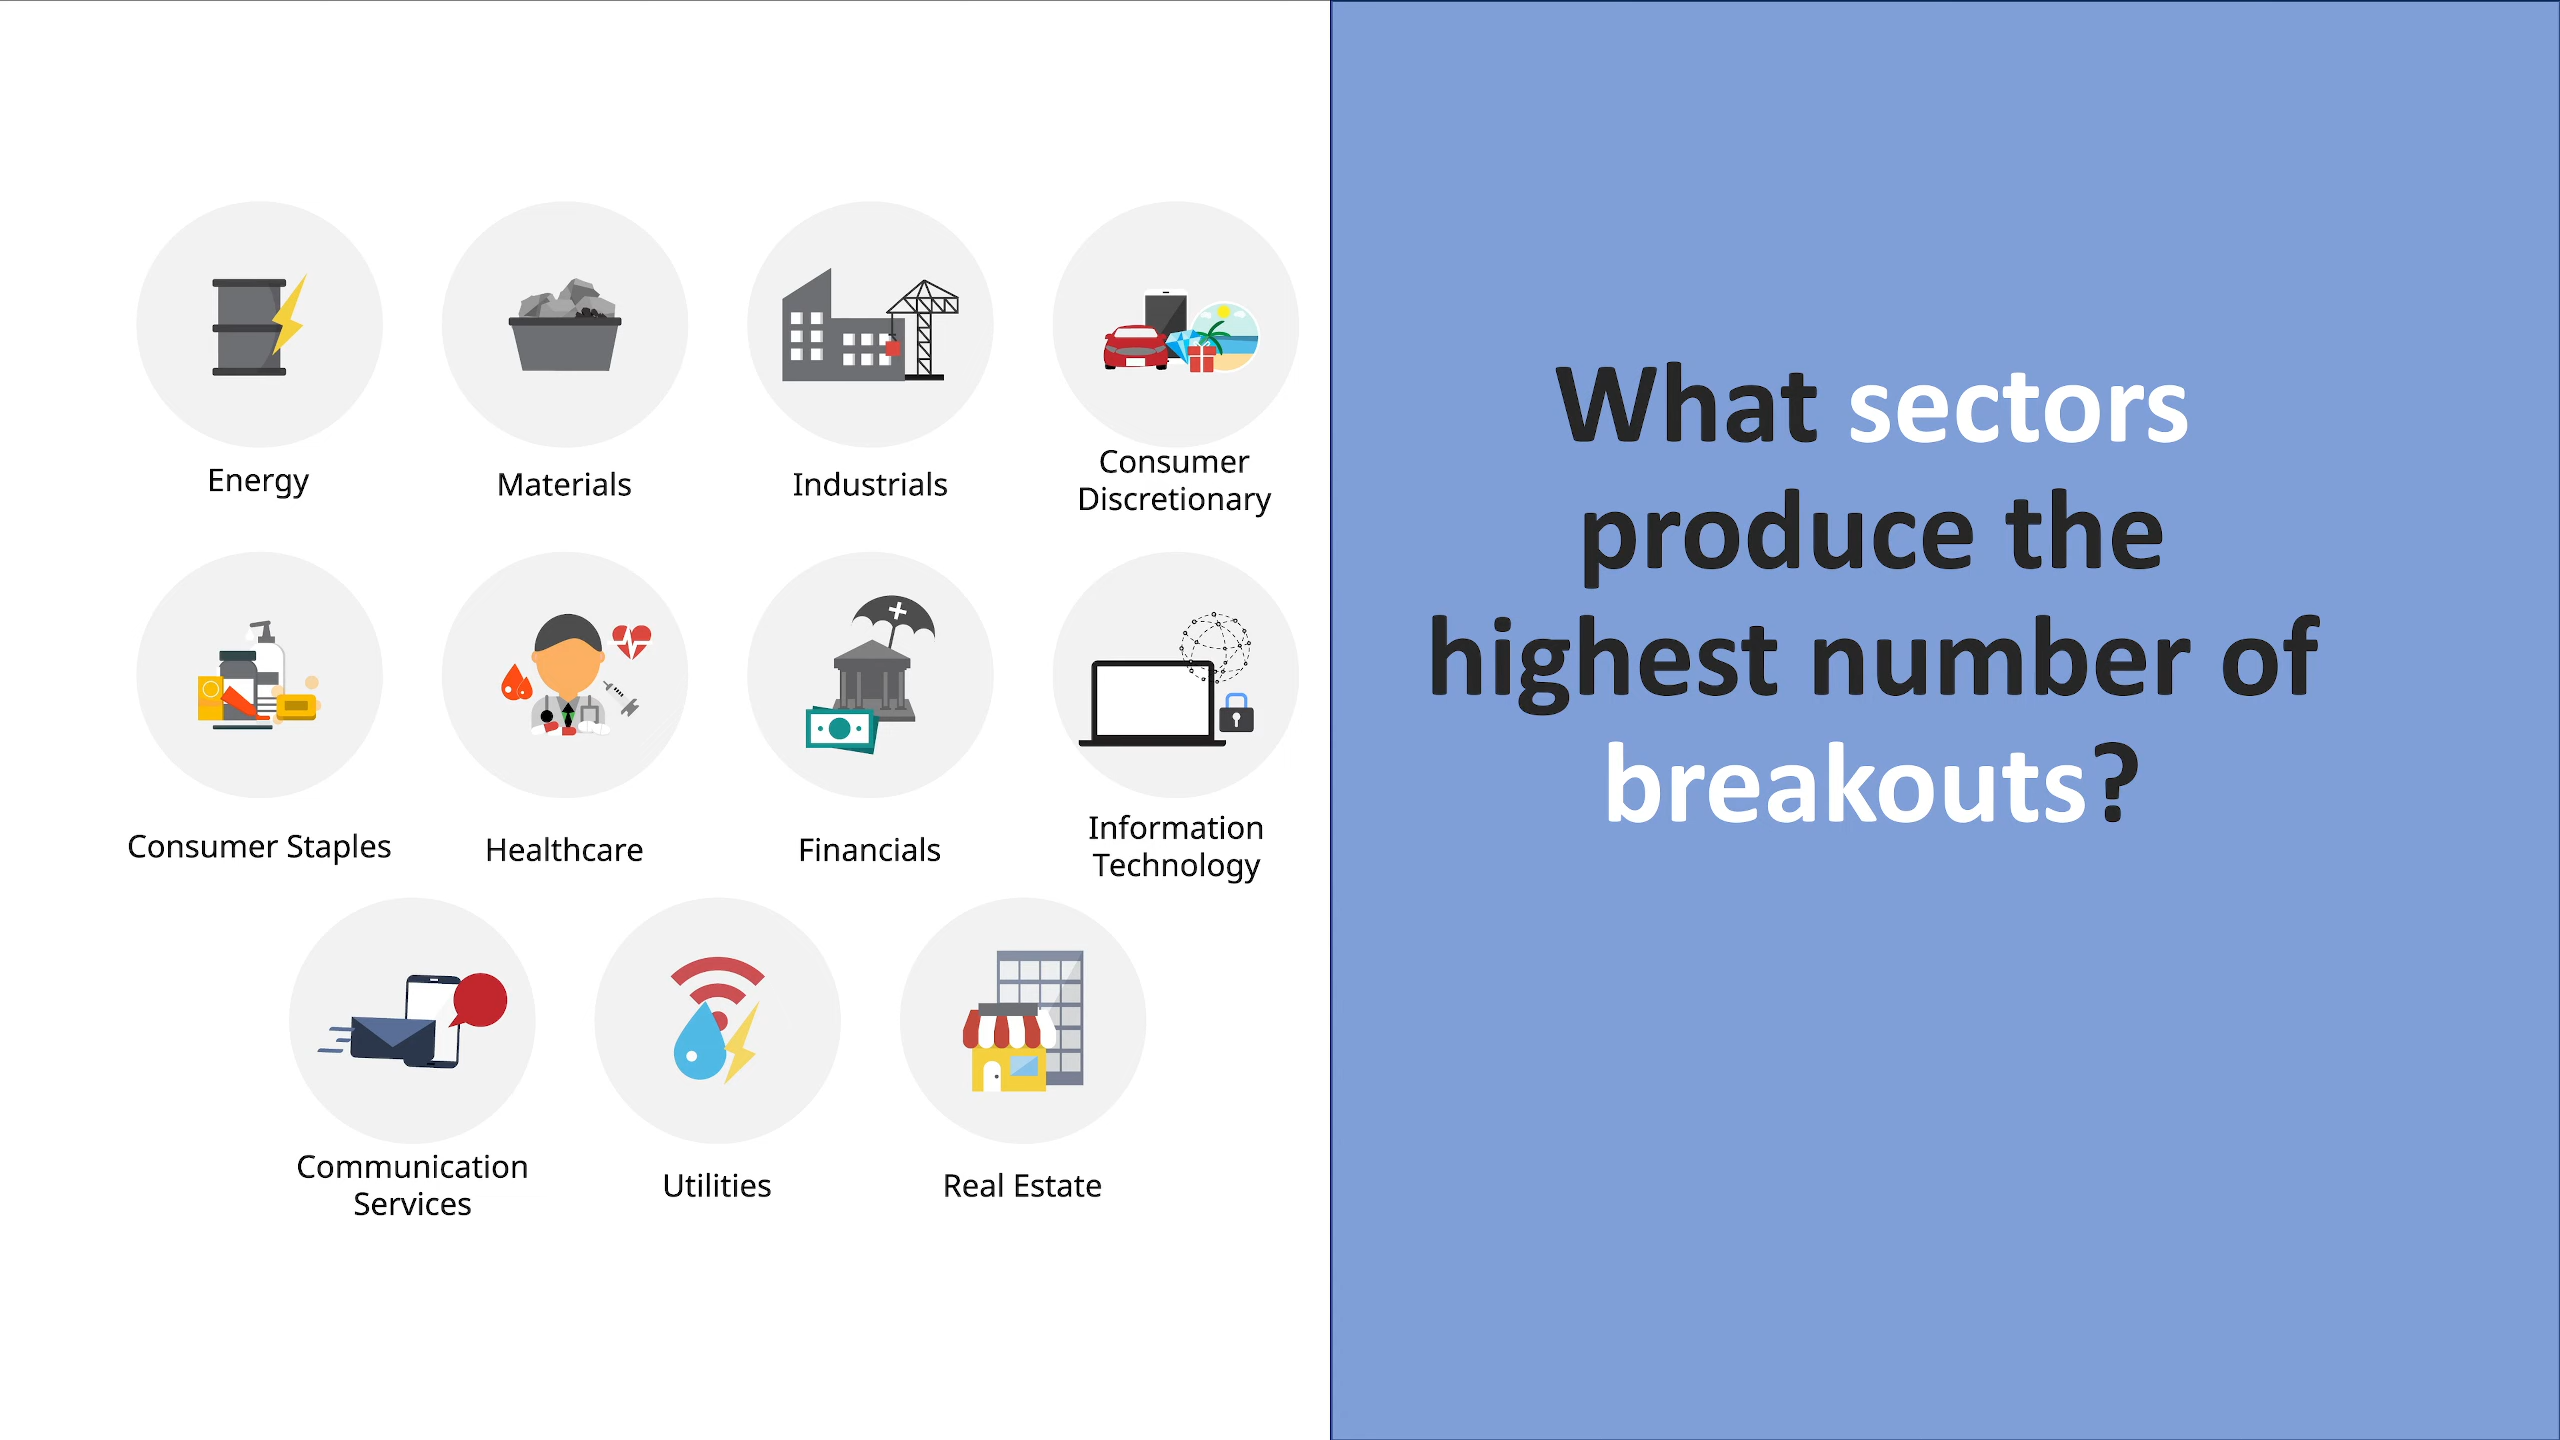 Energy
Materials
Industrials
Consumer
Discretionary
Consumer Staples
Healthcare
Financials
Information
Technology
Communication
Services
Utilities
Real Estate
What sectors
produce the
highest number of
breakouts?